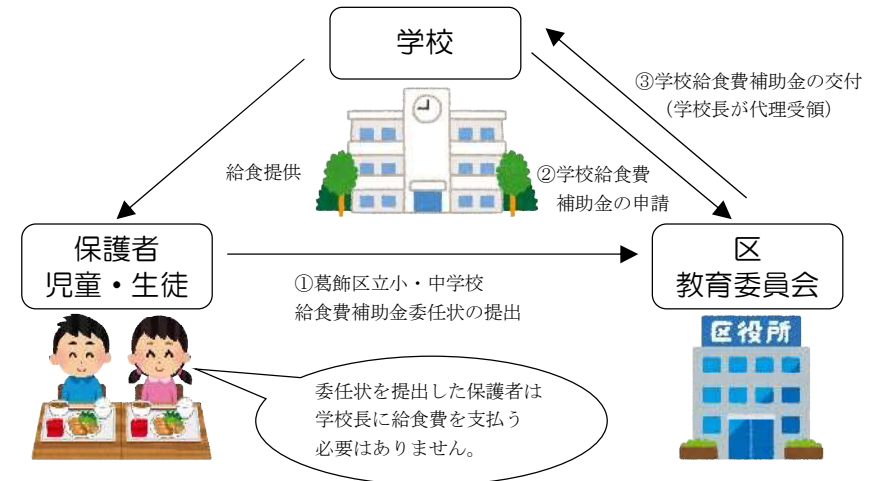 学校
③学校給食費補助金の交付
（学校長が代理受領）
給食提供
②学校給食費
補助金の申請
保護者
児童・生徒
区
教育委員会
①葛飾区立小・中学校
給食費補助金委任状の提出
区役所
委任状を提出した保護者は
学校長に給食費を支払う
必要はありません。